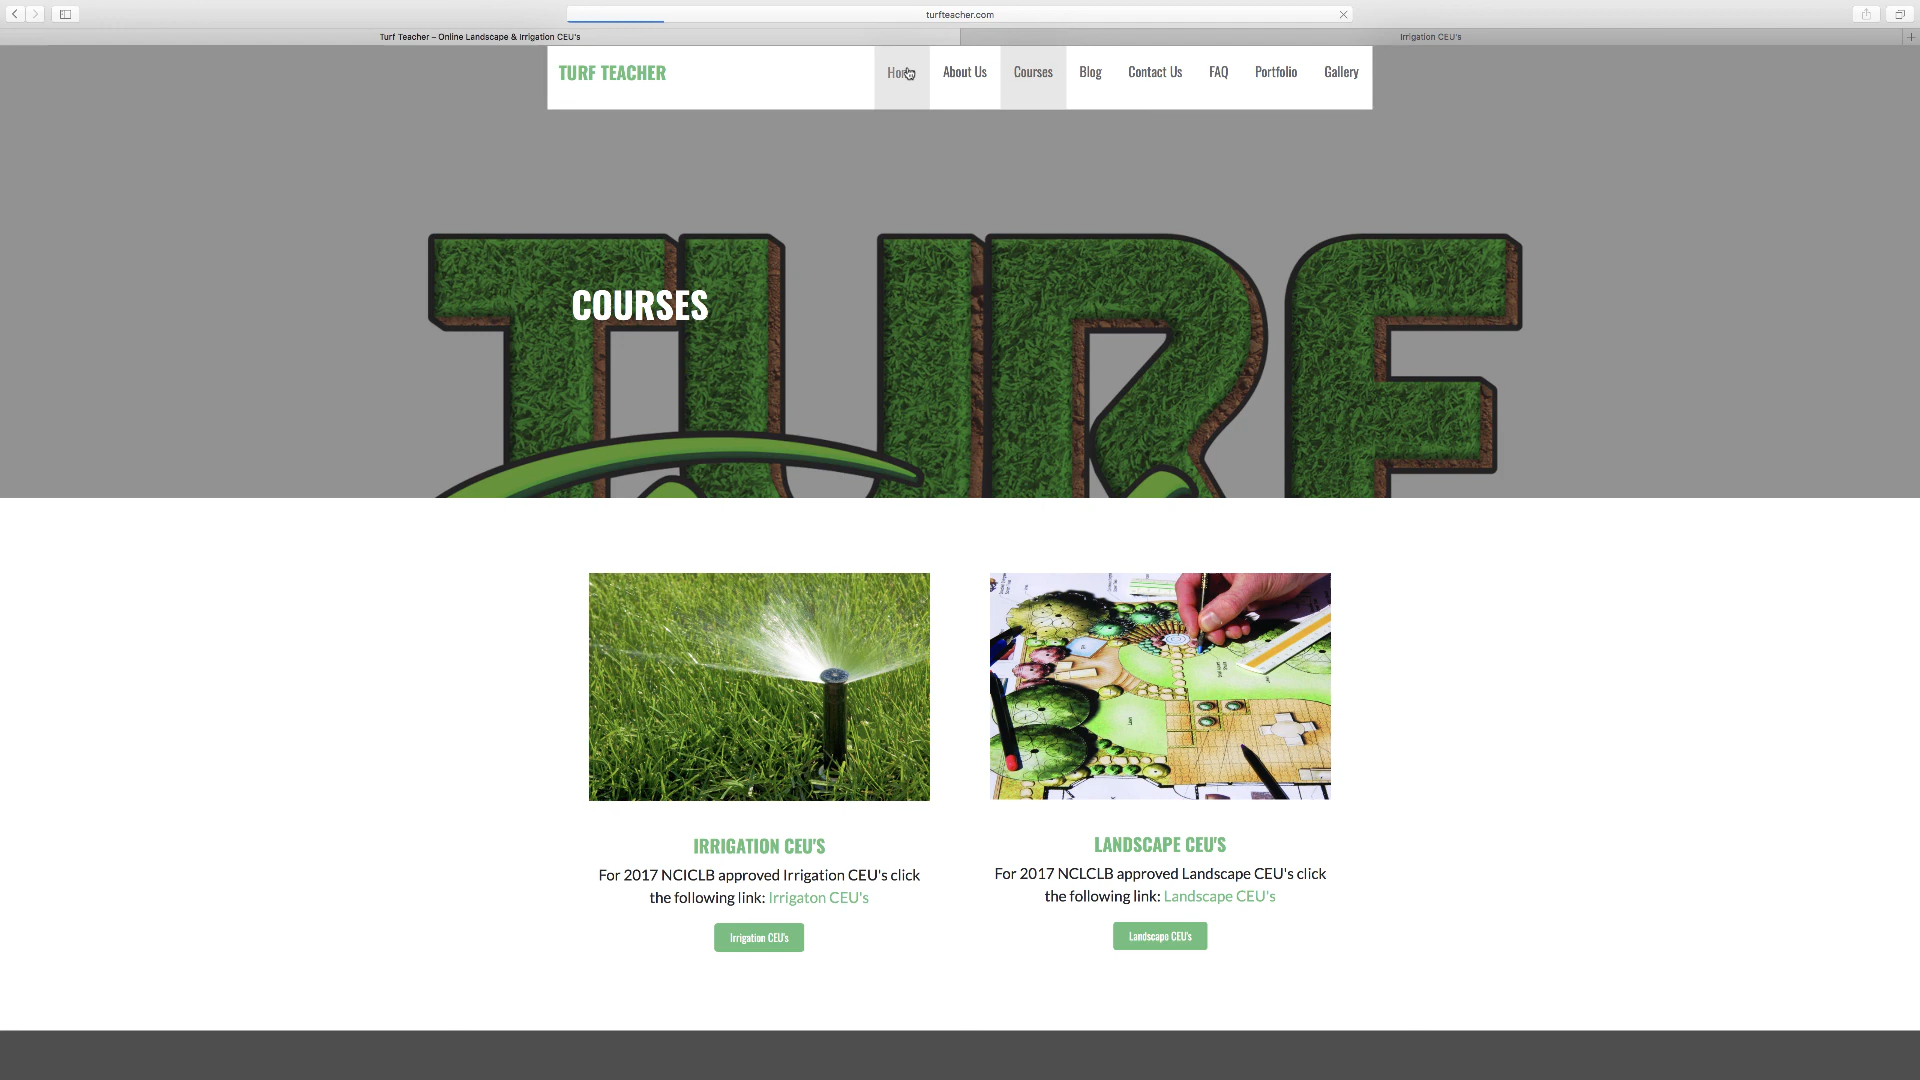 turfteacher.com
Turf Teacher – Online Landscape & Irrigation CEU's
Irrigation CEU's
TURF TEACHER
Home
About Us
Courses
Blog
Contact Us
FAQ
Portfolio
Gallery
TURF
COURSES
IRRIGATION CEU'S
For 2017 NCICLB approved Irrigation CEU's click
the following link: Irrigaton CEU's
Irrigation CEU's
LANDSCAPE CEU'S
For 2017 NCLCLB approved Landscape CEU's click
the following link: Landscape CEU's
Landscape CEU's